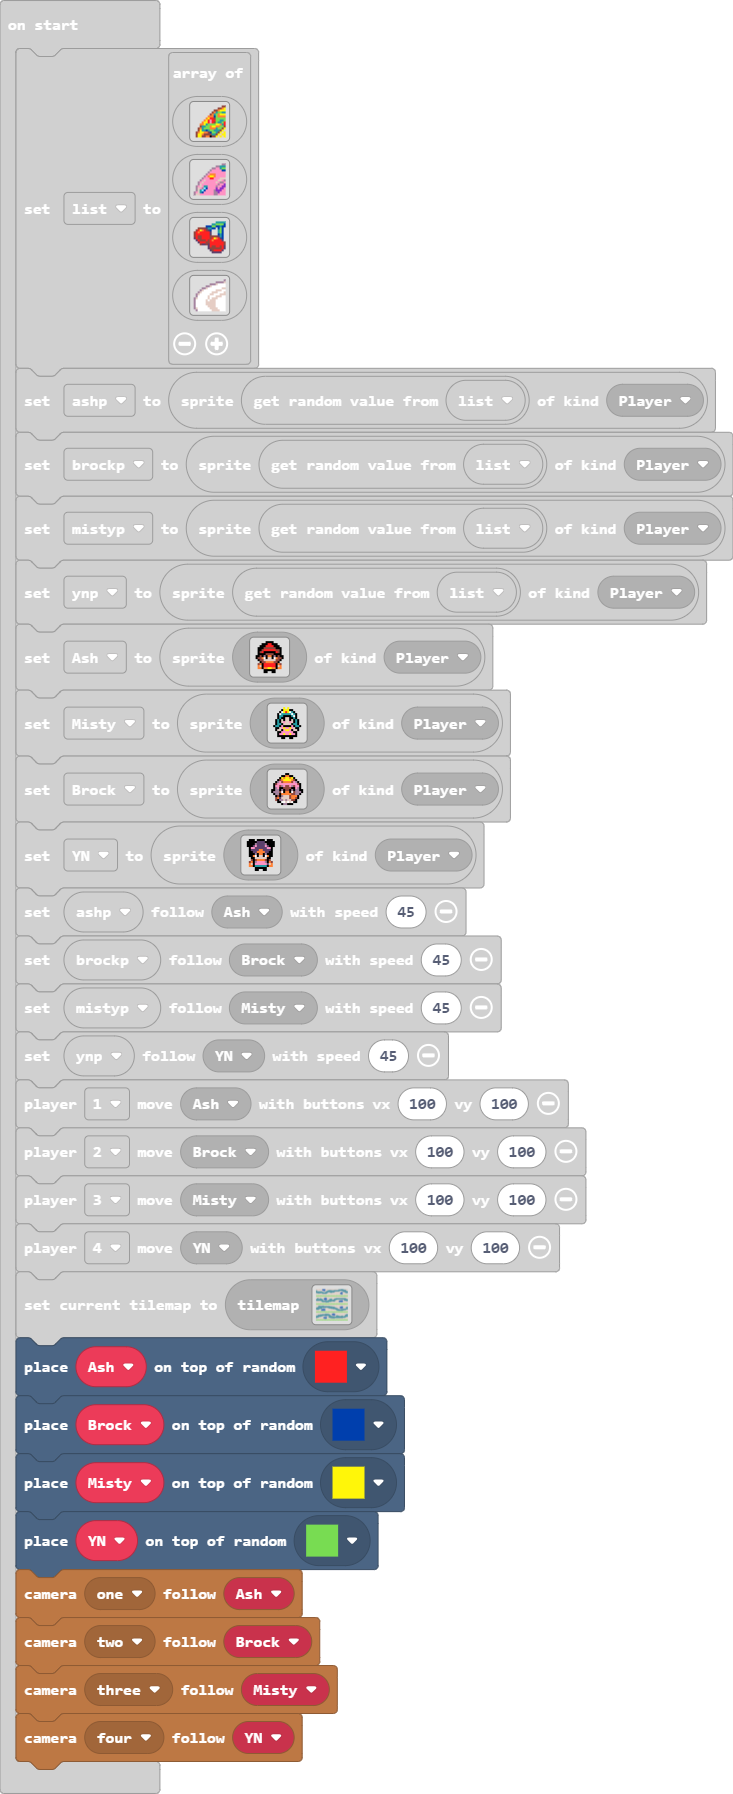 on start
array of
set list to
set ashp to sprite get random value from list of kind Player
set brockp to sprite get random value from list of kind Player
set mistyp to sprite get random value from list of kind Player
set ynp to sprite get random value from list of kind Player
set Ash to sprite of kind Player
set Misty to sprite of kind Player
set Brock to sprite of kind Player
set YN to sprite of kind Player
set ashp follow Ash with speed 45
set brockp follow Brock with speed 45
set mistyp follow Misty with speed 45
set ynp follow YN with speed 45
player 1 move Ash with buttons vx 100 vy 100
player 2 move Brock with buttons vx 100 vy 100
player 3 move Misty with buttons vx 100 vy 100
player 4 move YN with buttons vx 100 vy 100
set current tilemap to tilemap
place Ash on top of random
place Brock on top of random
place Misty on top of random
place YN on top of random
camera one follow Ash
camera two follow Brock
camera three follow Misty
camera four follow YN